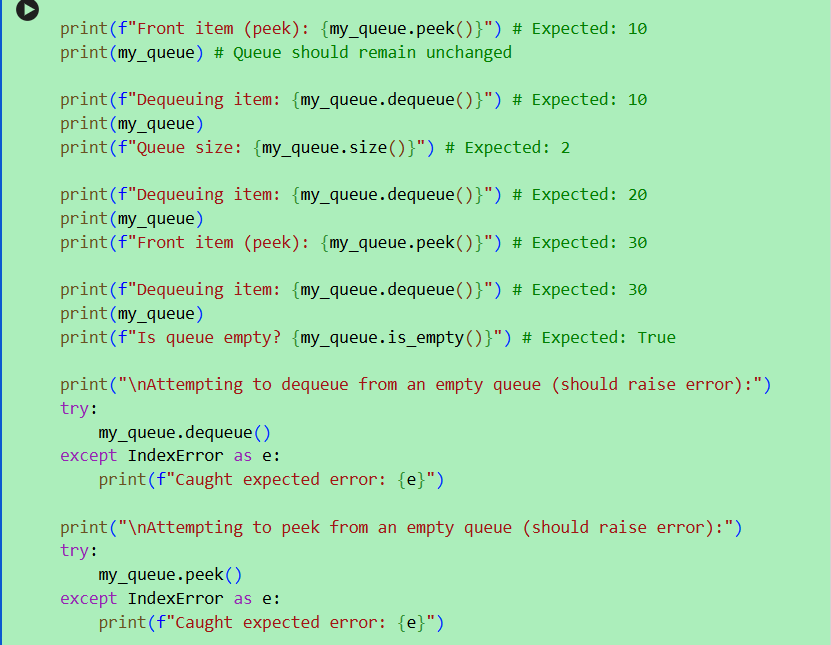 print(f"Front item (peek): {my_queue.peek()}") # Expected: 10
print(my_queue) # Queue should remain unchanged

print(f"Dequeuing item: {my_queue.dequeue()}") # Expected: 10
print(my_queue)
print(f"Queue size: {my_queue.size()}") # Expected: 2

print(f"Dequeuing item: {my_queue.dequeue()}") # Expected: 20
print(my_queue)
print(f"Front item (peek): {my_queue.peek()}") # Expected: 30

print(f"Dequeuing item: {my_queue.dequeue()}") # Expected: 30
print(my_queue)
print(f"Is queue empty? {my_queue.is_empty()}") # Expected: True

print("\nAttempting to dequeue from an empty queue (should raise error):")
try:
    my_queue.dequeue()
except IndexError as e:
    print(f"Caught expected error: {e}")

print("\nAttempting to peek from an empty queue (should raise error):")
try:
    my_queue.peek()
except IndexError as e:
    print(f"Caught expected error: {e}")